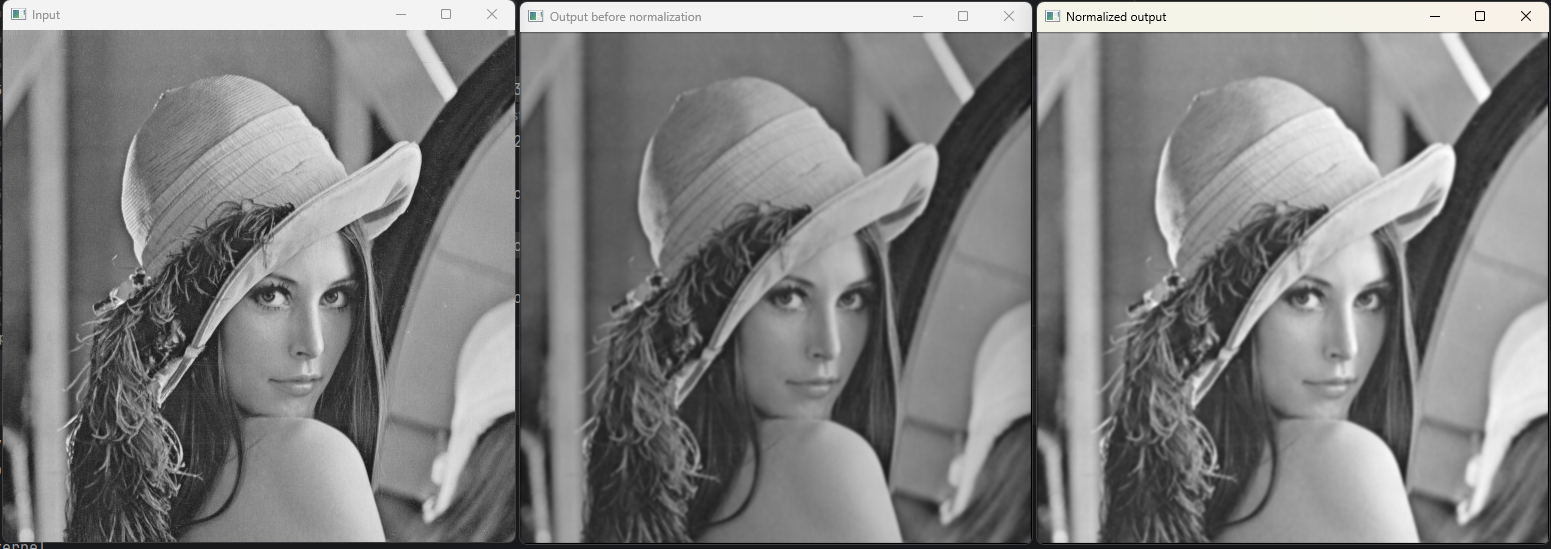 Input
Output before normalization
Normalized output